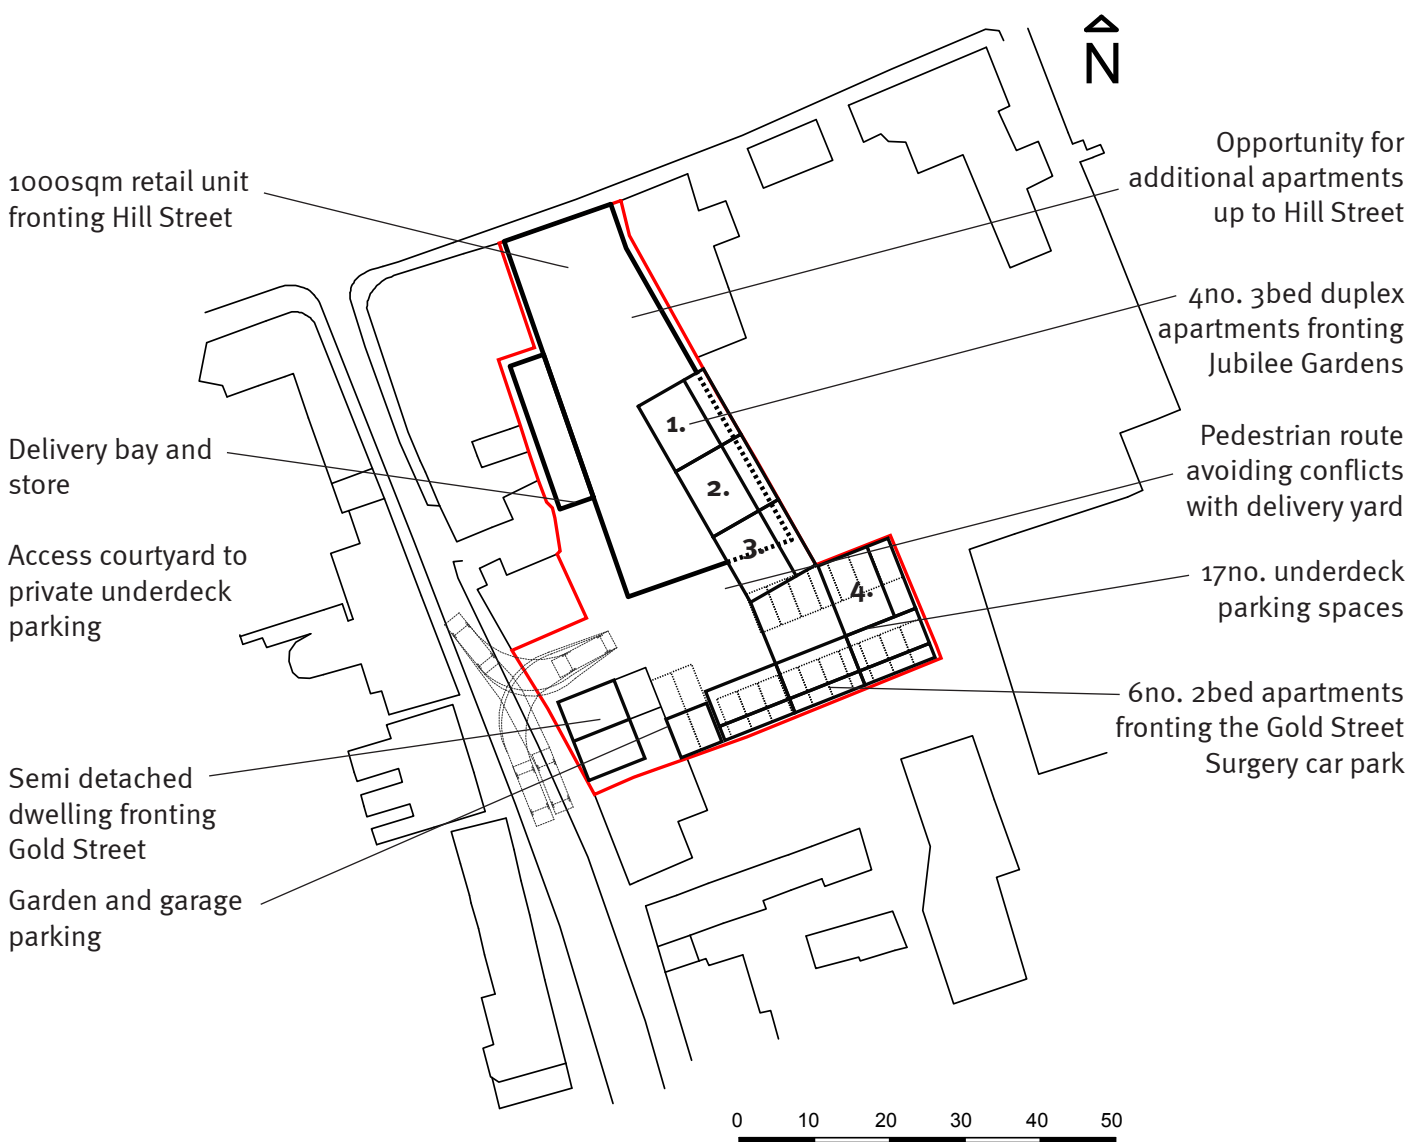 N
1000sqm retail unit
fronting Hill Street
Delivery bay and
store
Access courtyard to
private underdeck
parking
Semi detached
dwelling fronting
Gold Street
Garden and garage
parking
1.
2.
3.
4.
Opportunity for
additional apartments
up to Hill Street
4no. 3bed duplex
apartments fronting
Jubilee Gardens
Pedestrian route
avoiding conflicts
with delivery yard
17no. underdeck
parking spaces
6no. 2bed apartments
fronting the Gold Street
Surgery car park
0 10 20 30 40 50